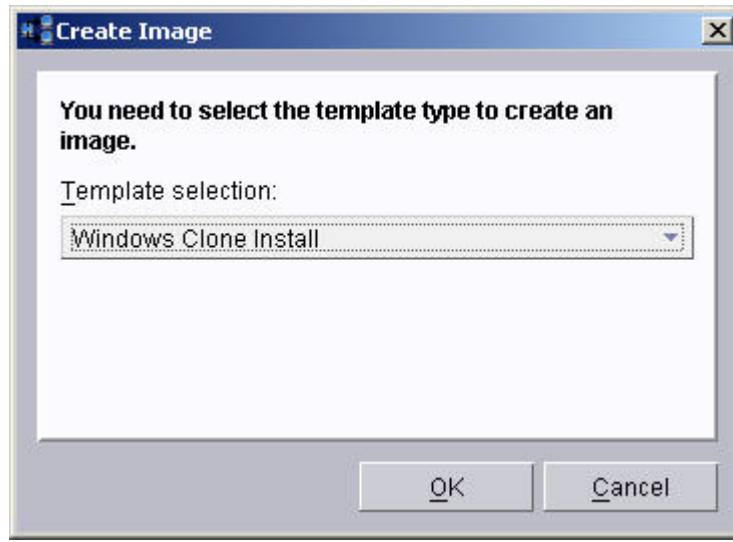 Create Image
You need to select the template type to create an
image.
Template selection:
Windows Clone Install
OK
Cancel